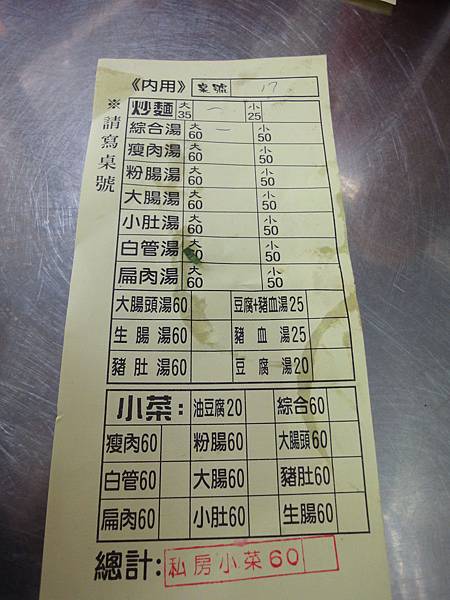 《內用》 桌號 17
※請寫桌號
炒麵 大35 一 小25
綜合湯 大60 一 小50
瘦肉湯 大60 小50
粉腸湯 大60 小50
大腸湯 大60 小50
小肚湯 大60 小50
白管湯 大60 小50
扁肉湯 大60 小50
大腸頭湯60 豆腐+豬血湯25
生腸湯60 豬血湯25
豬肚湯60 豆腐湯20
小菜: 油豆腐20 綜合60
瘦肉60 粉腸60 大腸頭60
白管60 大腸60 豬肚60
扁肉60 小肚60 生腸60
總計: 私房小菜60